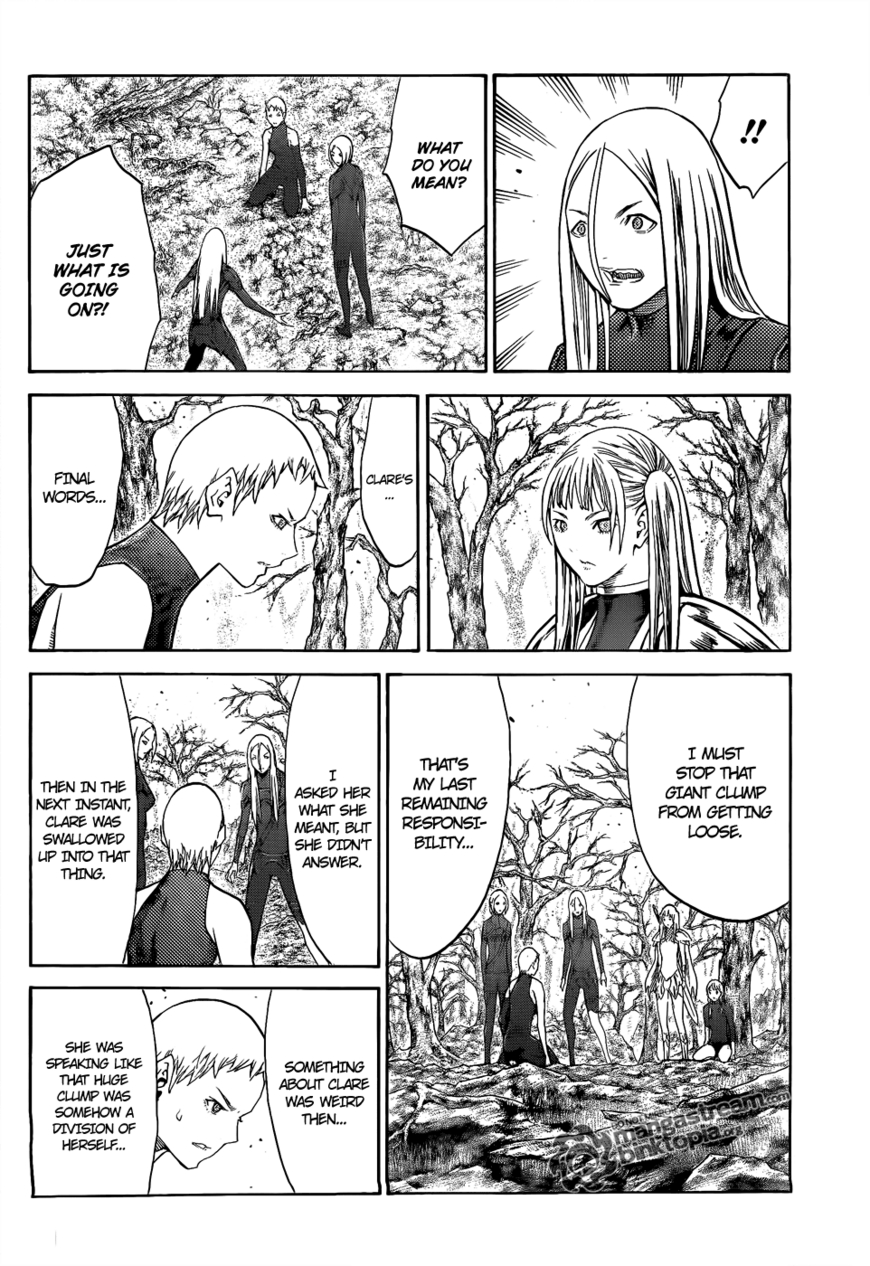 !!
WHAT
DO YOU
MEAN?
JUST
WHAT IS
GOING
ON?!
CLARE'S
...
FINAL
WORDS...
I MUST
STOP THAT
GIANT CLUMP
FROM GETTING
LOOSE.
THAT'S
MY LAST
REMAINING
RESPONSI-
BILITY...
I
ASKED HER
WHAT SHE
MEANT, BUT
SHE DIDN'T
ANSWER.
THEN IN THE
NEXT INSTANT,
CLARE WAS
SWALLOWED
UP INTO THAT
THING.
SOMETHING
ABOUT CLARE
WAS WEIRD
THEN...
SHE WAS
SPEAKING LIKE
THAT HUGE
CLUMP WAS
SOMEHOW A
DIVISION OF
HERSELF...
mangastream.com
binktopia